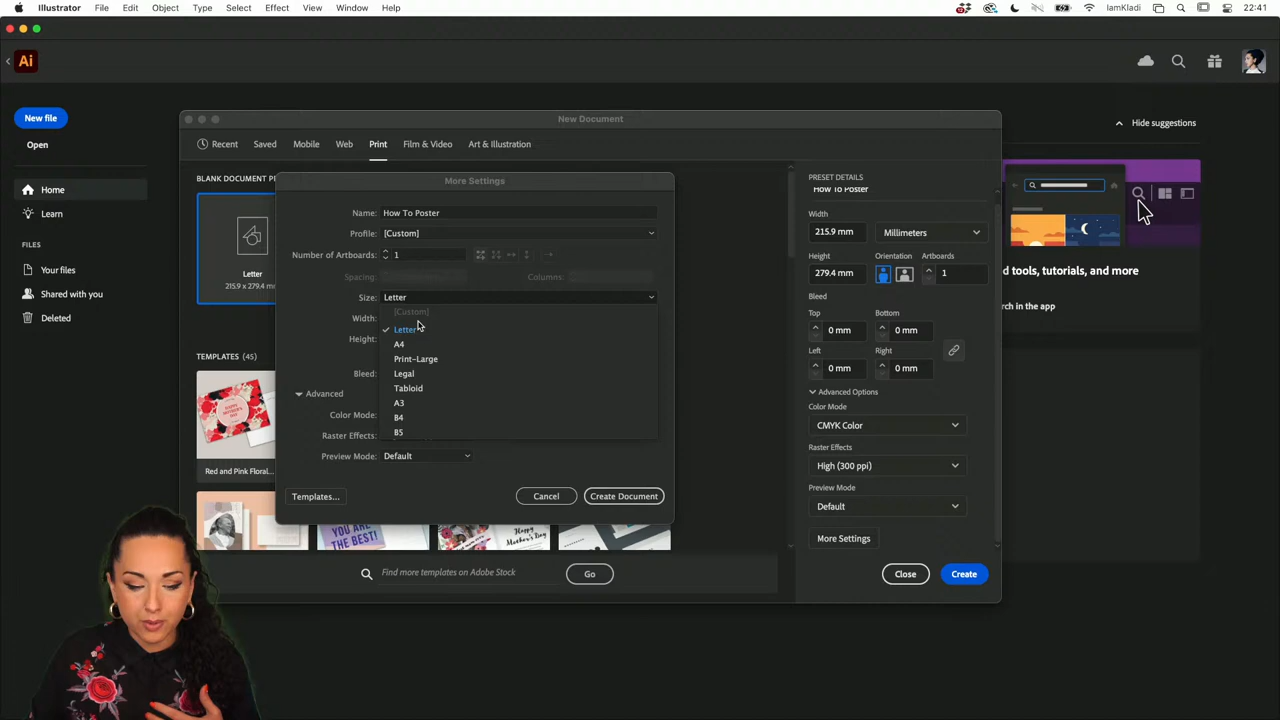 Illustrator File Edit Object Type Select Effect View Window Help IamKladi 22:41
Ai
New file
Open
Home
Learn
FILES
Your files
Shared with you
Deleted
Hide suggestions
d tools, tutorials, and more
rch in the app
New Document
Recent Saved Mobile Web Print Film & Video Art & Illustration
BLANK DOCUMENT P
Letter
215.9 x 279.4 m
TEMPLATES (45)
Red and Pink Floral...
YOU ARE
THE BEST!
Find more templates on Adobe Stock
Go
More Settings
Name: How To Poster
Profile: [Custom]
Number of Artboards: 1
Spacing: Columns:
Size: Letter
[Custom]
Width:
Letter
Height:
A4
Print-Large
Bleed:
Legal
Tabloid
Advanced
A3
Color Mode:
B4
Raster Effects:
B5
Preview Mode: Default
Templates... Cancel Create Document
PRESET DETAILS
How To Poster
Width
215.9 mm Millimeters
Height Orientation Artboards
279.4 mm 1
Bleed
Top Bottom
0 mm 0 mm
Left Right
0 mm 0 mm
Advanced Options
Color Mode
CMYK Color
Raster Effects
High (300 ppi)
Preview Mode
Default
More Settings
Close Create